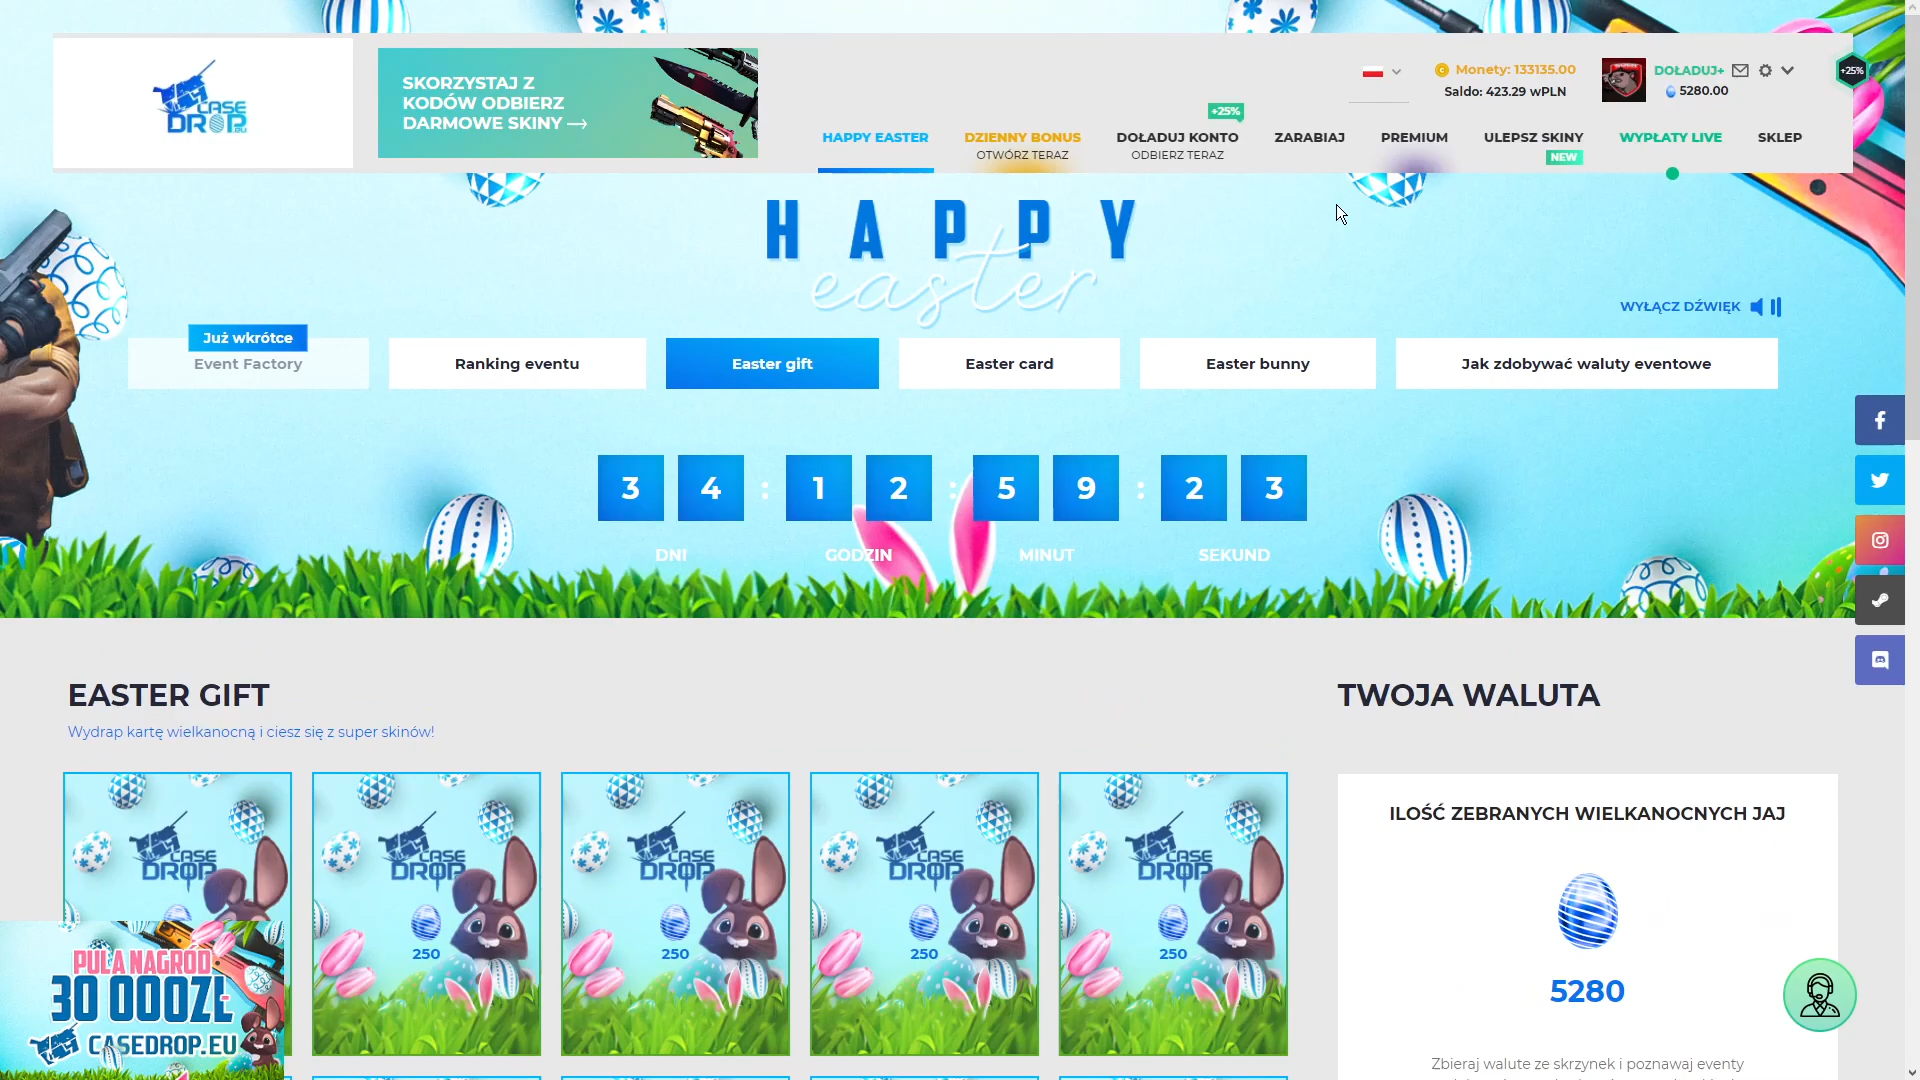 CASE
DROP.EU
SKORZYSTAJ Z
KODÓW ODBIERZ
DARMOWE SKINY
Monety: 133135.00
Saldo: 423.29 wPLN
DOŁADUJ+
5280.00
+25%
HAPPY EASTER
DZIENNY BONUS
OTWÓRZ TERAZ
+25%
DOŁADUJ KONTO
ODBIERZ TERAZ
ZARABIAJ
PREMIUM
ULEPSZ SKINY
NEW
WYPŁATY LIVE
SKLEP
HAPPY
easter
WYŁĄCZ DŹWIĘK
Już wkrótce
Event Factory
Ranking eventu
Easter gift
Easter card
Easter bunny
Jak zdobywać waluty eventowe
3 4 : 1 2 : 5 9 : 2 3
DNI GODZIN MINUT SEKUND
EASTER GIFT
Wydrap kartę wielkanocną i ciesz się z super skinów!
CASE
DROP
CASE
DROP
250
CASE
DROP
250
CASE
DROP
250
CASE
DROP
250
PULA NAGRÓD
30 000ZŁ
CASEDROP.EU
TWOJA WALUTA
ILOŚĆ ZEBRANYCH WIELKANOCNYCH JAJ
5280
Zbieraj walute ze skrzynek i poznawaj eventy